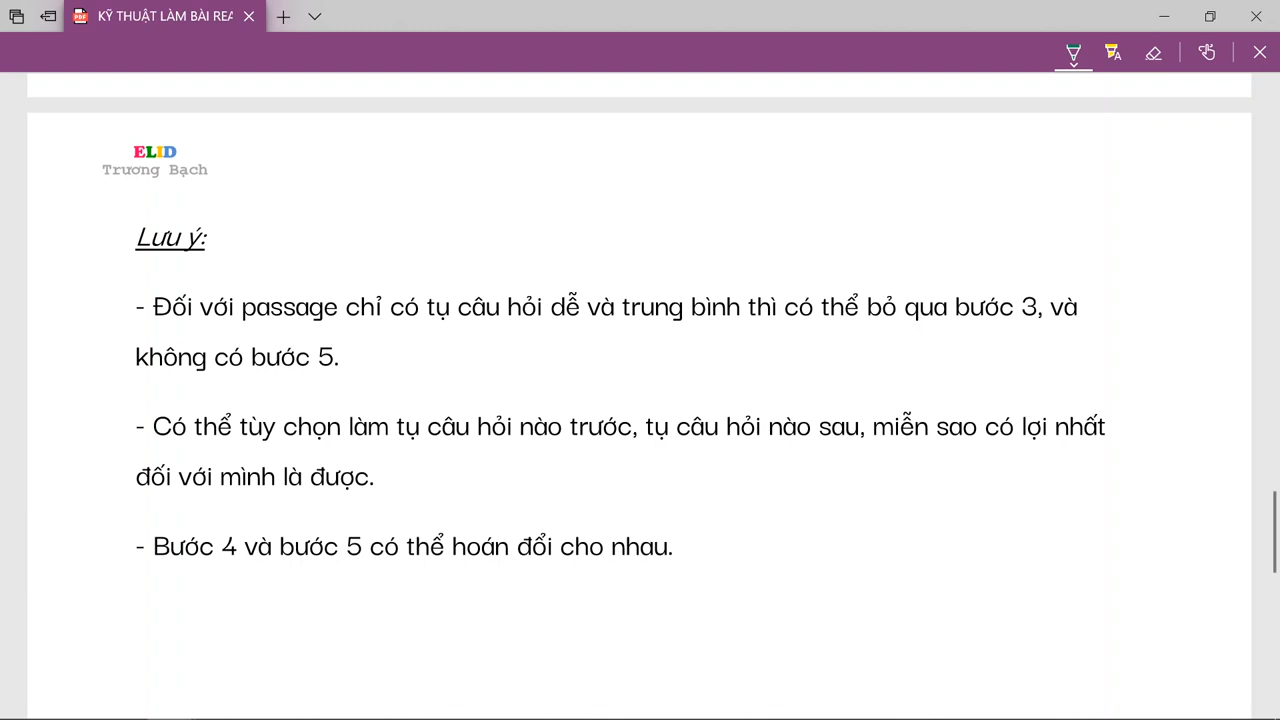 KỸ THUẬT LÀM BÀI REA
ELID
Trương Bạch
Lưu ý:
- Đối với passage chỉ có tụ câu hỏi dễ và trung bình thì có thể bỏ qua bước 3, và
không có bước 5.
- Có thể tùy chọn làm tụ câu hỏi nào trước, tụ câu hỏi nào sau, miễn sao có lợi nhất
đối với mình là được.
- Bước 4 và bước 5 có thể hoán đổi cho nhau.